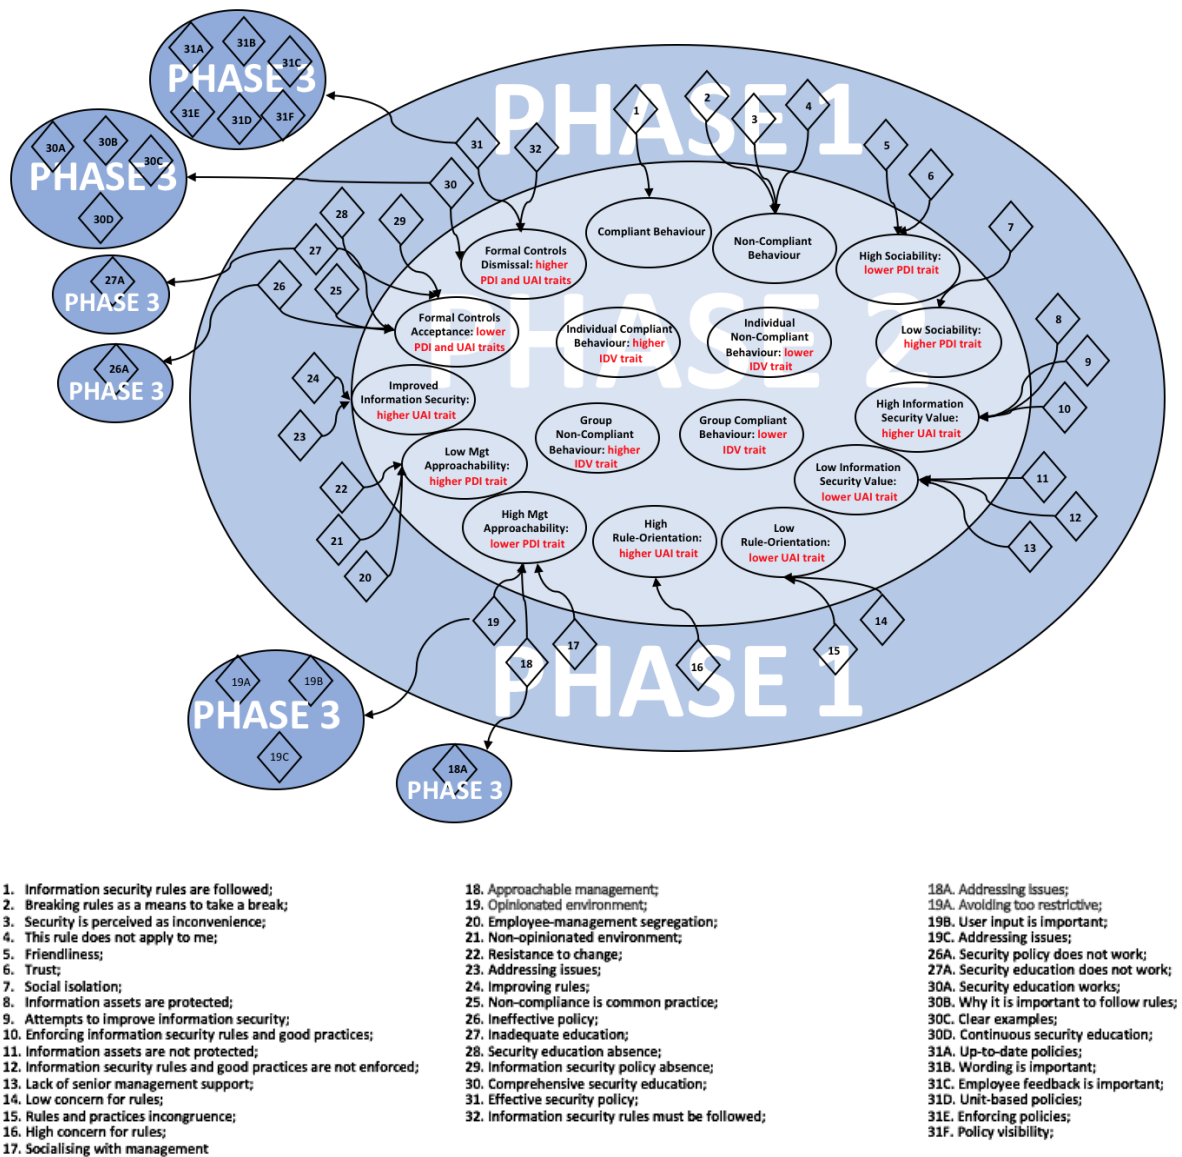 31A
31B
31C
PHASE 3
31E
31D
31F
PHASE 1
1
2
3
4
30A
30B
30C
PHASE 3
30D
31
32
5
6
30
28
29
7
27
Compliant Behaviour
Non-Compliant
Behaviour
Formal Controls
Dismissal: higher
PDI and UAI traits
High Sociability:
lower PDI trait
27A
PHASE 3
26
25
PHASE 2
Formal Controls
Acceptance: lower
PDI and UAI traits
Individual Compliant
Behaviour: higher
IDV trait
Individual
Non-Compliant
Behaviour: lower
IDV trait
Low Sociability:
higher PDI trait
8
9
10
26A
PHASE 3
24
23
Improved
Information Security:
higher UAI trait
High Information
Security Value:
higher UAI trait
Group
Non-Compliant
Behaviour: higher
IDV trait
Group Compliant
Behaviour: lower
IDV trait
Low Mgt
Approachability:
higher PDI trait
Low Information
Security Value:
lower UAI trait
22
21
20
11
12
13
High Mgt
Approachability:
lower PDI trait
High
Rule-Orientation:
higher UAI trait
Low
Rule-Orientation:
lower UAI trait
19
18
17
16
15
14
PHASE 1
19A
19B
PHASE 3
19C
18A
PHASE 3
1. Information security rules are followed;
2. Breaking rules as a means to take a break;
3. Security is perceived as inconvenience;
4. This rule does not apply to me;
5. Friendliness;
6. Trust;
7. Social isolation;
8. Information assets are protected;
9. Attempts to improve information security;
10. Enforcing information security rules and good practices;
11. Information assets are not protected;
12. Information security rules and good practices are not enforced;
13. Lack of senior management support;
14. Low concern for rules;
15. Rules and practices incongruence;
16. High concern for rules;
17. Socialising with management
18. Approachable management;
19. Opinionated environment;
20. Employee-management segregation;
21. Non-opinionated environment;
22. Resistance to change;
23. Addressing issues;
24. Improving rules;
25. Non-compliance is common practice;
26. Ineffective policy;
27. Inadequate education;
28. Security education absence;
29. Information security policy absence;
30. Comprehensive security education;
31. Effective security policy;
32. Information security rules must be followed;
18A. Addressing issues;
19A. Avoiding too restrictive;
19B. User input is important;
19C. Addressing issues;
26A. Security policy does not work;
27A. Security education does not work;
30A. Security education works;
30B. Why it is important to follow rules;
30C. Clear examples;
30D. Continuous security education;
31A. Up-to-date policies;
31B. Wording is important;
31C. Employee feedback is important;
31D. Unit-based policies;
31E. Enforcing policies;
31F. Policy visibility;